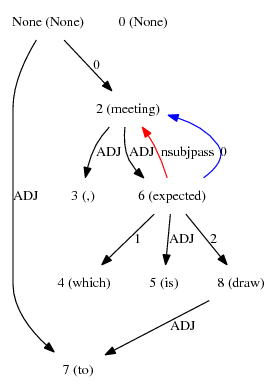 None (None) 0 (None)
0
2 (meeting)
ADJ ADJ nsubjpass 0
ADJ 3 (,) 6 (expected)
1 ADJ 2
4 (which) 5 (is) 8 (draw)
ADJ
7 (to)